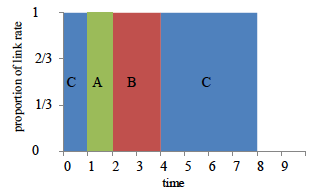 proportion of link rate
1
2/3
1/3
0
C A B C
0 1 2 3 4 5 6 7 8 9
time